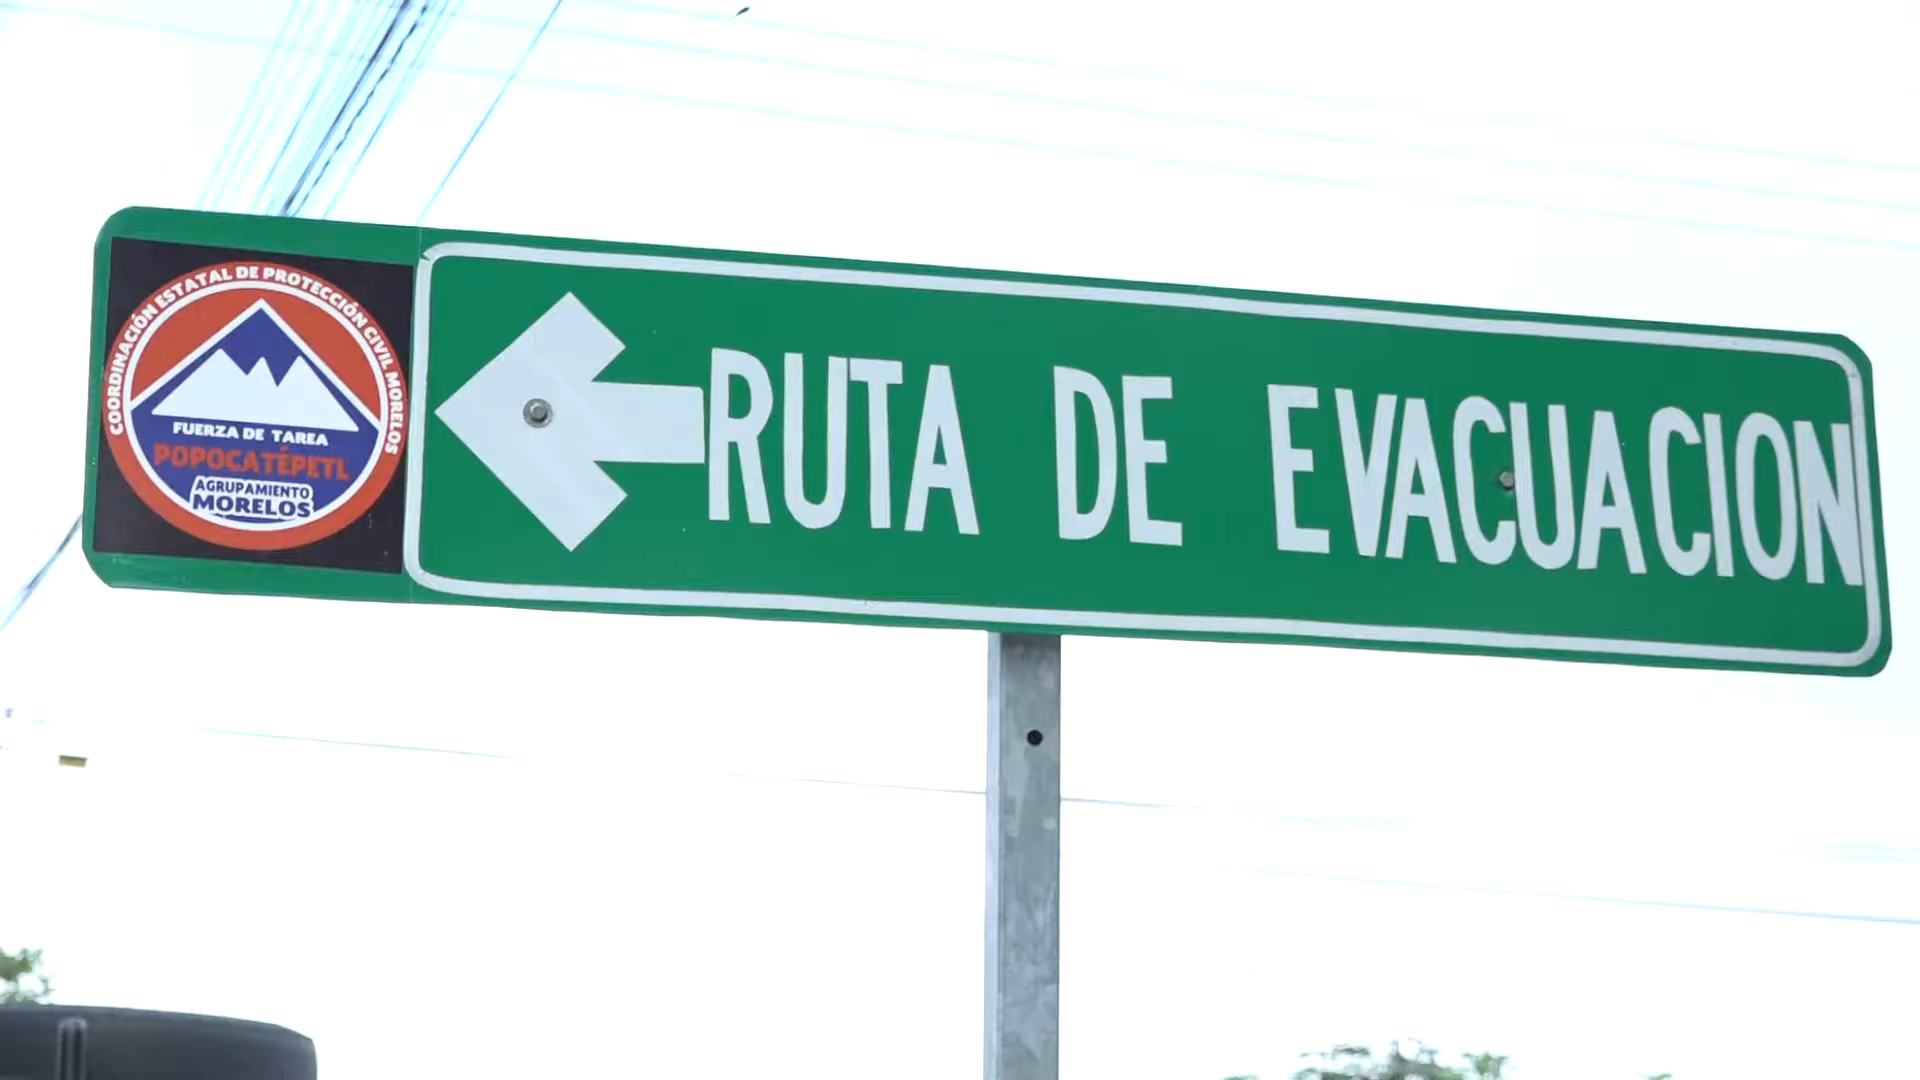 COORDINACIÓN ESTATAL DE PROTECCIÓN CIVIL MORELOS
FUERZA DE TAREA
POPOCATÉPETL
AGRUPAMIENTO
MORELOS
RUTA DE EVACUACION